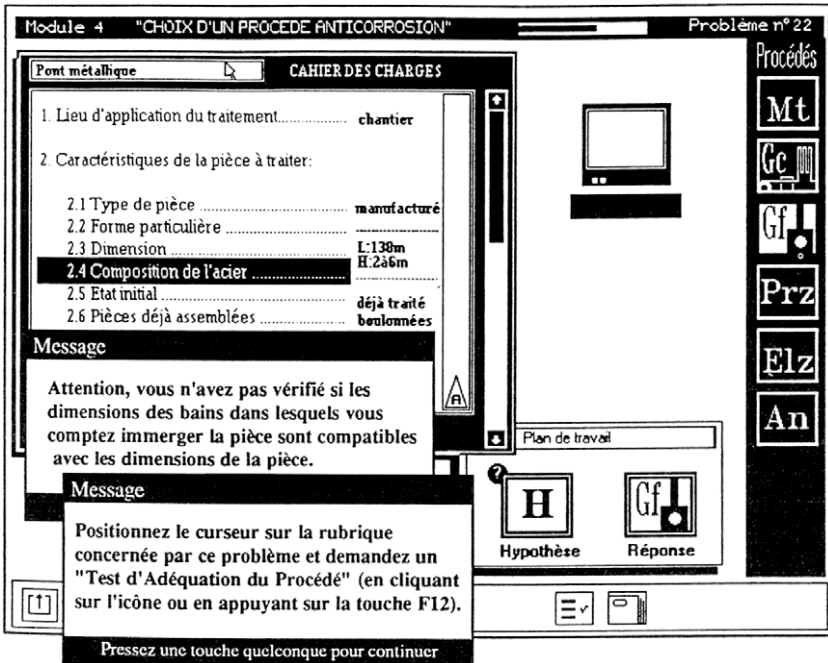 Module 4 "CHOIX D'UN PROCEDE ANTICORROSION" Problème n°22
Pont métallique CAHIER DES CHARGES
1. Lieu d'application du traitement................. chantier
2. Caractéristiques de la pièce à traiter:
2.1 Type de pièce ........................................ manufacturé
2.2 Forme particulière ..................................
2.3 Dimension ............................................ L:138m
H:2à6m
2.4 Composition de l'acier ......................
2.5 Etat initial .............................................. déjà traité
2.6 Pièces déjà assemblées ......................... boulonnées
A
Procédés
Mt
Gc
Gf
Prz
Elz
An
Message
Attention, vous n'avez pas vérifié si les
dimensions des bains dans lesquels vous
comptez immerger la pièce sont compatibles
avec les dimensions de la pièce.
Plan de travail
?
H
Gf
Hypothèse Réponse
Message
Positionnez le curseur sur la rubrique
concernée par ce problème et demandez un
"Test d'Adéquation du Procédé" (en cliquant
sur l'icône ou en appuyant sur la touche F12).
Pressez une touche quelconque pour continuer